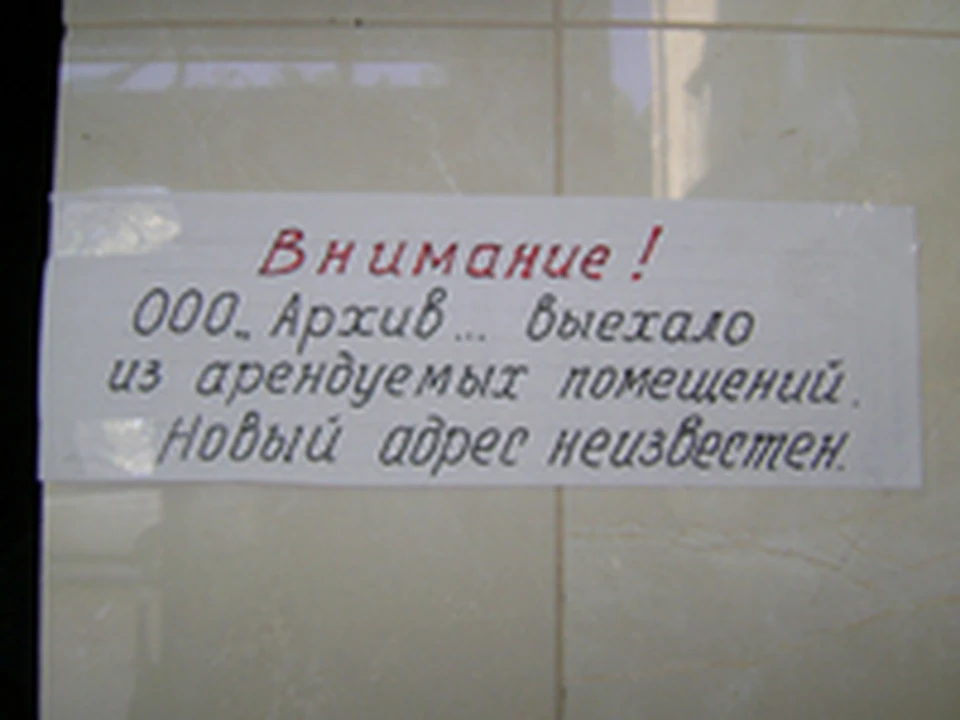 Внимание!
ООО „Архив... выехало
из арендуемых помещений.
Новый адрес неизвестен.